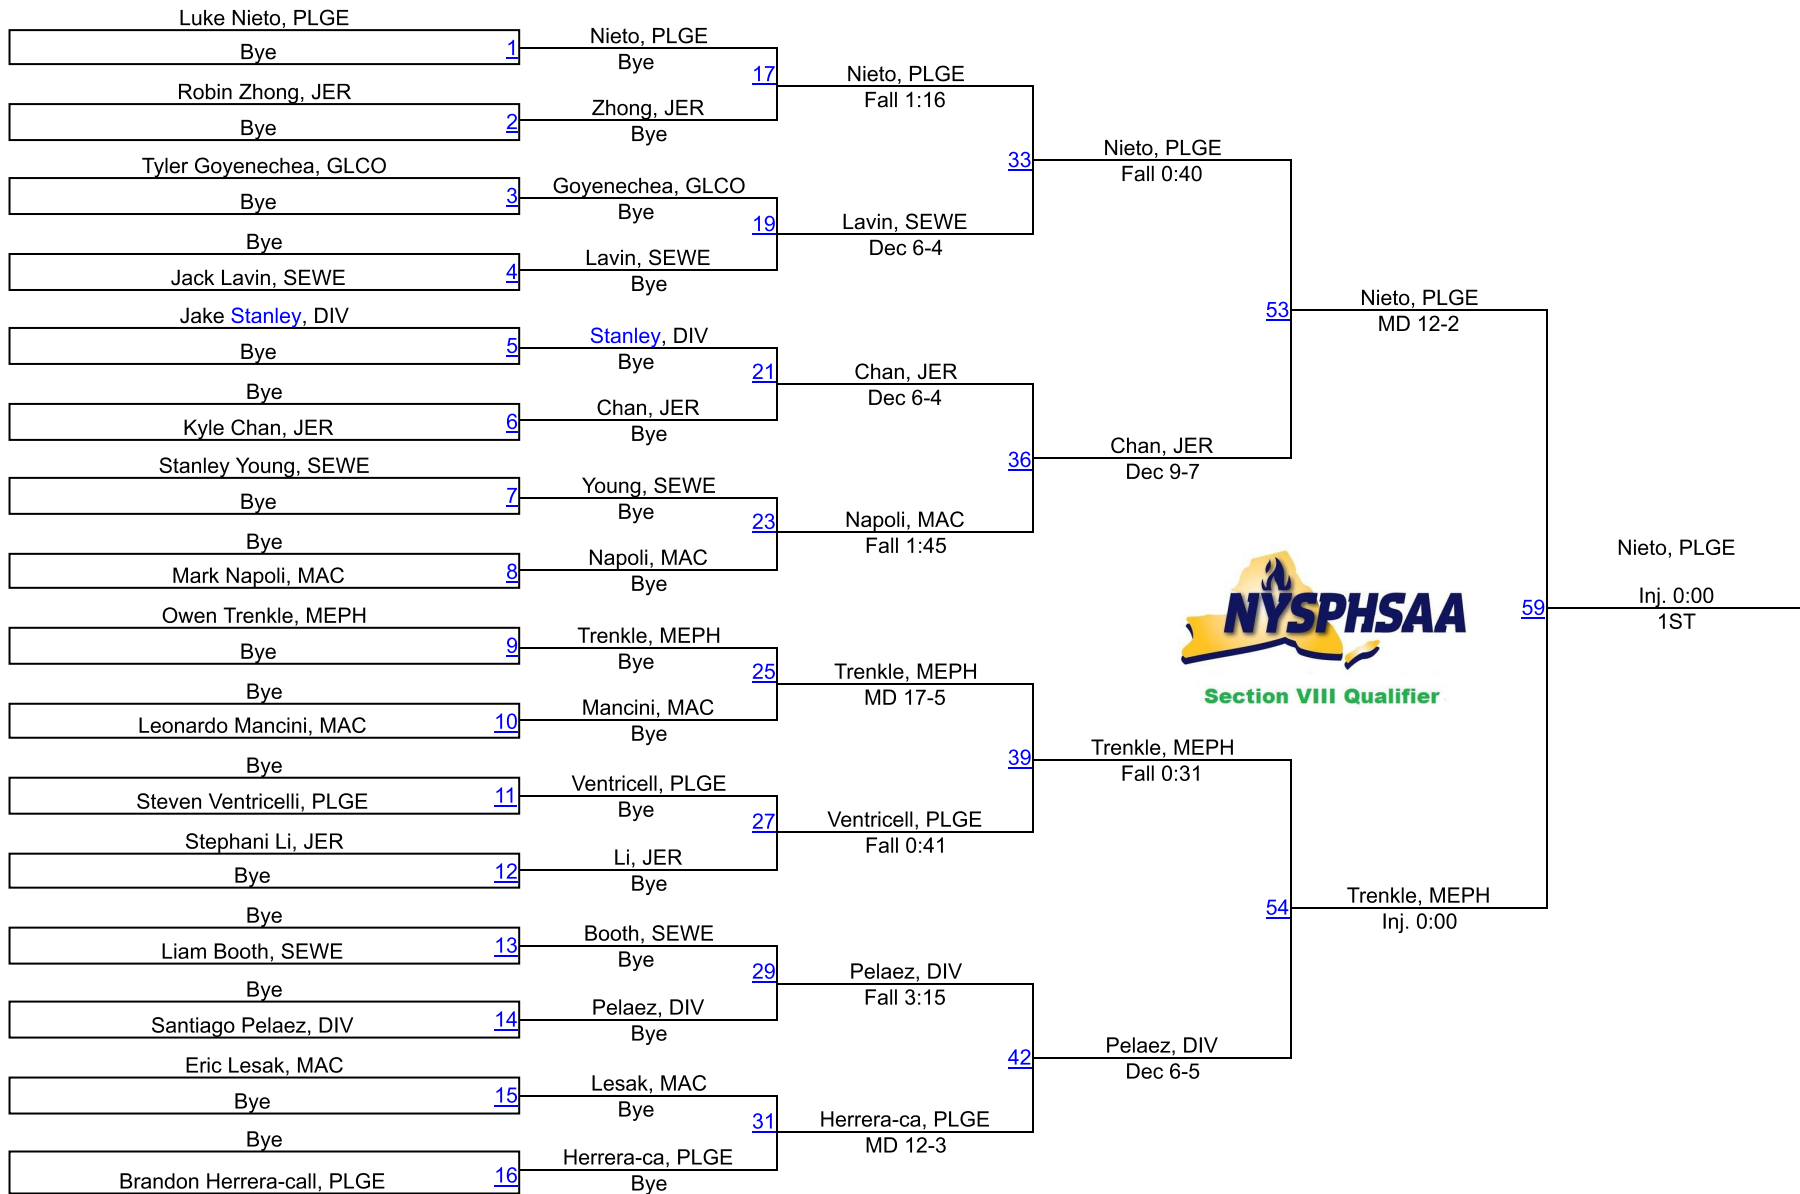 Luke Nieto, PLGE
Bye
1
Robin Zhong, JER
Bye
2
Tyler Goyenechea, GLCO
Bye
3
Bye
4
Jack Lavin, SEWE
Jake Stanley, DIV
Bye
5
Bye
6
Kyle Chan, JER
Stanley Young, SEWE
Bye
7
Bye
8
Mark Napoli, MAC
Owen Trenkle, MEPH
Bye
9
Bye
10
Leonardo Mancini, MAC
Bye
11
Steven Ventricelli, PLGE
Stephani Li, JER
Bye
12
Bye
13
Liam Booth, SEWE
Bye
14
Santiago Pelaez, DIV
Eric Lesak, MAC
Bye
15
Bye
16
Brandon Herrera-call, PLGE
Nieto, PLGE
Bye
17
Zhong, JER
Bye
Goyenechea, GLCO
Bye
19
Lavin, SEWE
Bye
Stanley, DIV
Bye
21
Chan, JER
Bye
Young, SEWE
Bye
23
Napoli, MAC
Bye
Trenkle, MEPH
Bye
25
Mancini, MAC
Bye
Ventricell, PLGE
Bye
27
Li, JER
Bye
Booth, SEWE
Bye
29
Pelaez, DIV
Bye
Lesak, MAC
Bye
31
Herrera-ca, PLGE
Bye
Nieto, PLGE
Fall 1:16
33
Lavin, SEWE
Dec 6-4
Chan, JER
Dec 6-4
36
Napoli, MAC
Fall 1:45
Trenkle, MEPH
MD 17-5
39
Ventricell, PLGE
Fall 0:41
Pelaez, DIV
Fall 3:15
42
Herrera-ca, PLGE
MD 12-3
Nieto, PLGE
Fall 0:40
53
Chan, JER
Dec 9-7
Trenkle, MEPH
Fall 0:31
54
Pelaez, DIV
Dec 6-5
Nieto, PLGE
MD 12-2
NYSPHSAA
Section VIII Qualifier
59
Trenkle, MEPH
Inj. 0:00
Nieto, PLGE
Inj. 0:00
1ST